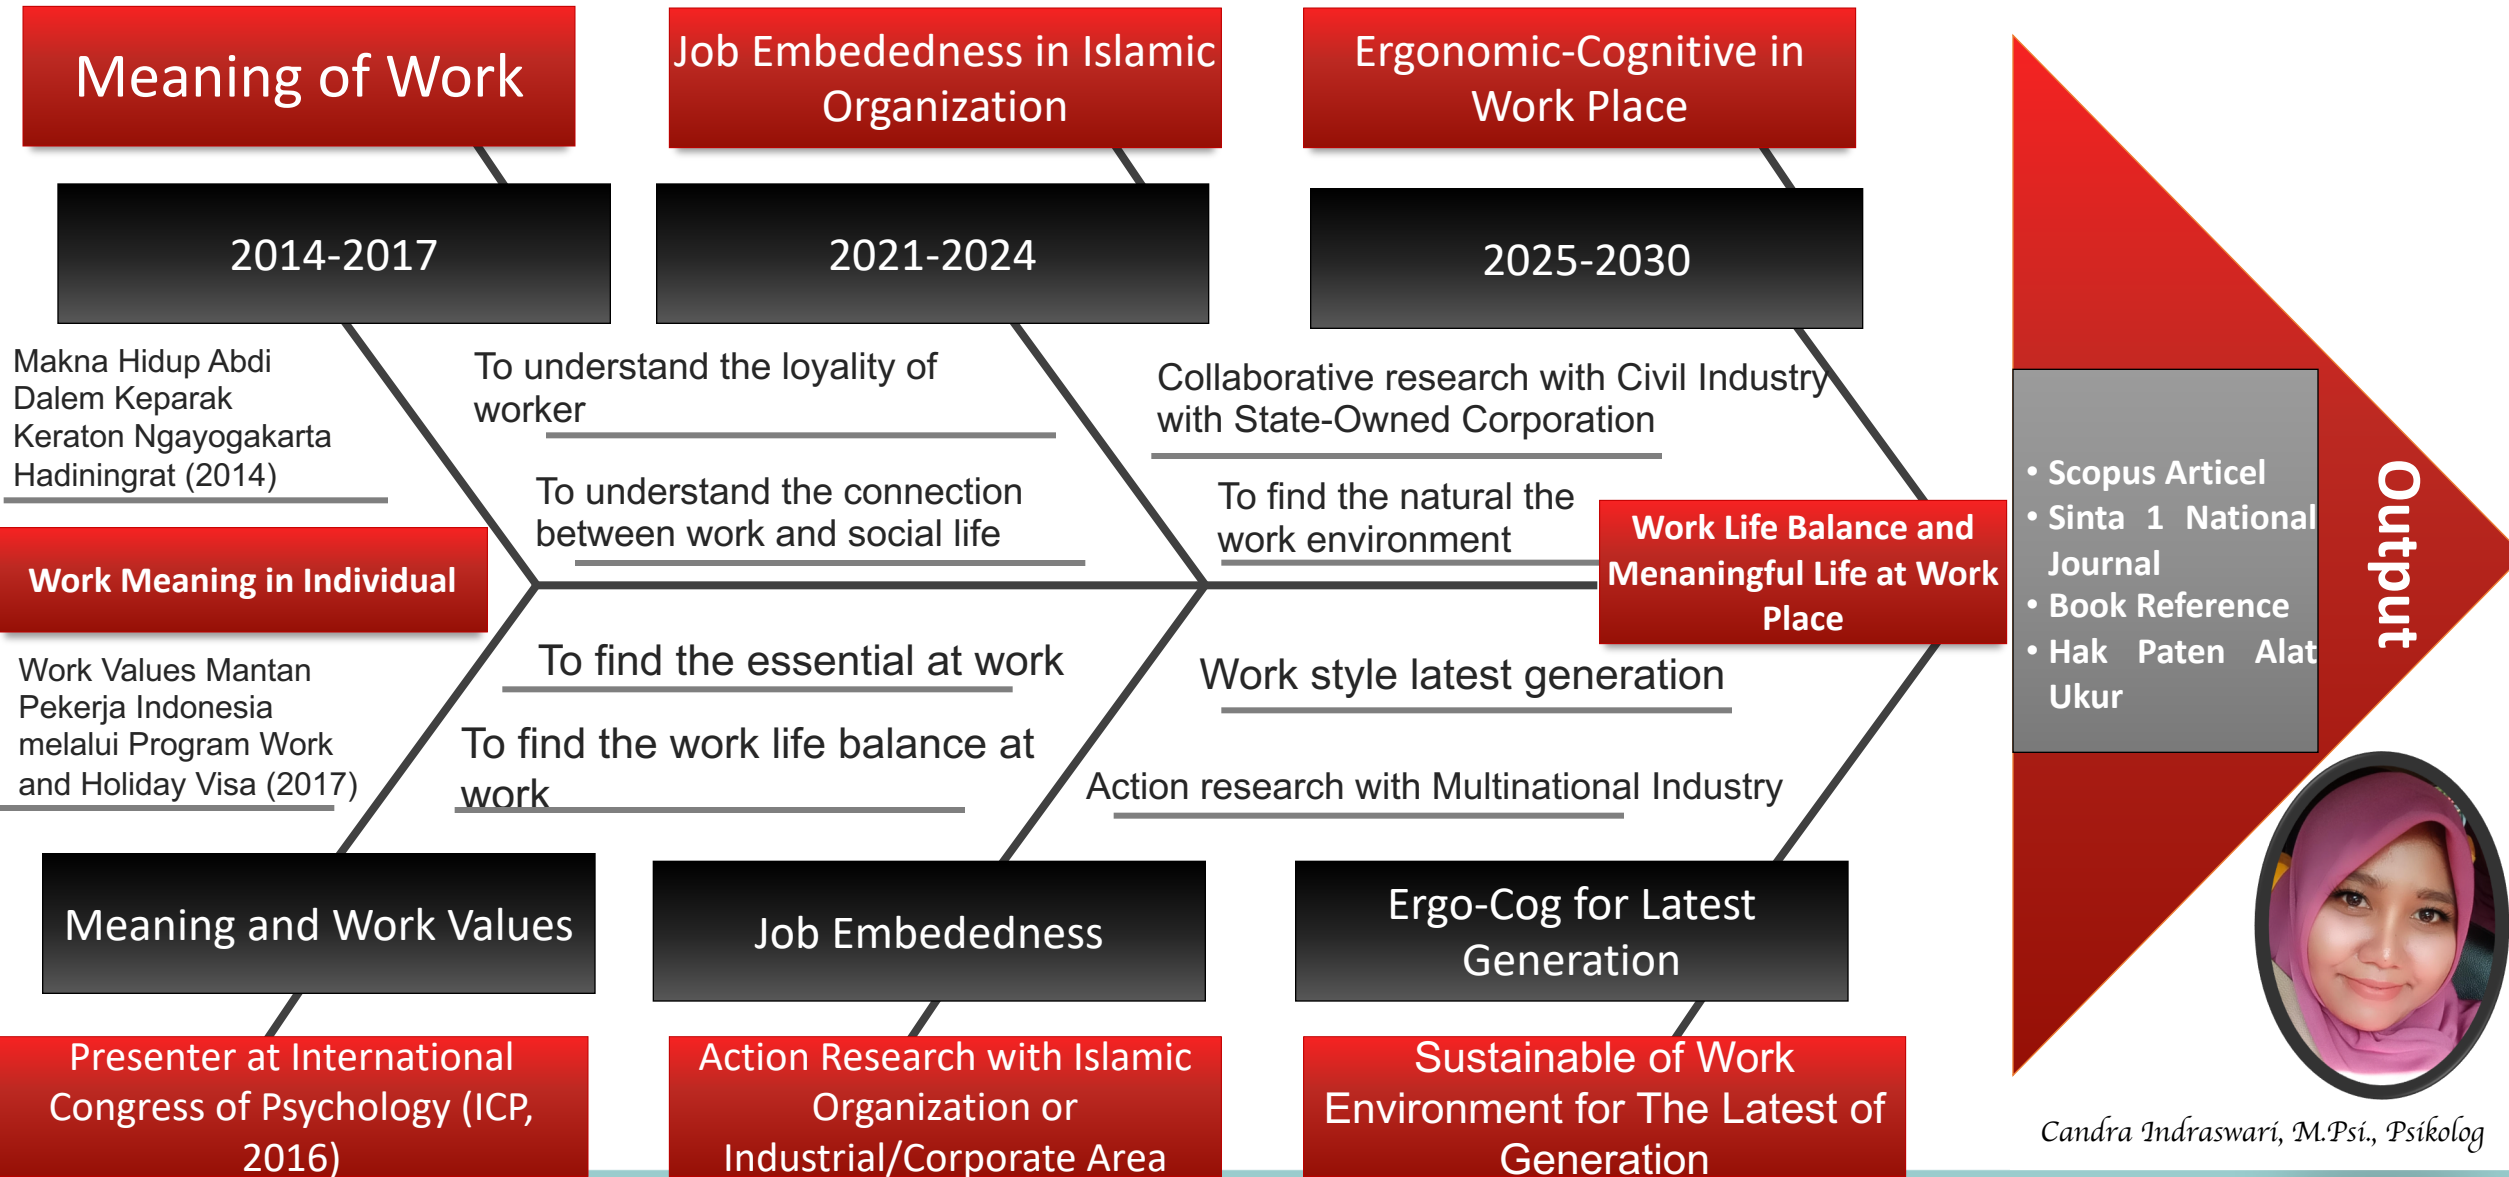 Meaning of Work
Job Embededness in Islamic
Organization
Ergonomic-Cognitive in
Work Place
2014-2017
2021-2024
2025-2030
Makna Hidup Abdi
Dalem Keparak
Keraton Ngayogakarta
Hadiningrat (2014)
To understand the loyality of
worker
To understand the connection
between work and social life
Collaborative research with Civil Industry
with State-Owned Corporation
To find the natural the
work environment
Work Meaning in Individual
Work Life Balance and
Menaningful Life at Work
Place
• Scopus Articel
• Sinta 1 National
Journal
• Book Reference
• Hak Paten Alat
Ukur
Output
Work Values Mantan
Pekerja Indonesia
melalui Program Work
and Holiday Visa (2017)
To find the essential at work
To find the work life balance at
work
Work style latest generation
Action research with Multinational Industry
Meaning and Work Values
Job Embededness
Ergo-Cog for Latest
Generation
Presenter at International
Congress of Psychology (ICP,
2016)
Action Research with Islamic
Organization or
Industrial/Corporate Area
Sustainable of Work
Environment for The Latest of
Generation
Candra Indraswari, M.Psi., Psikolog